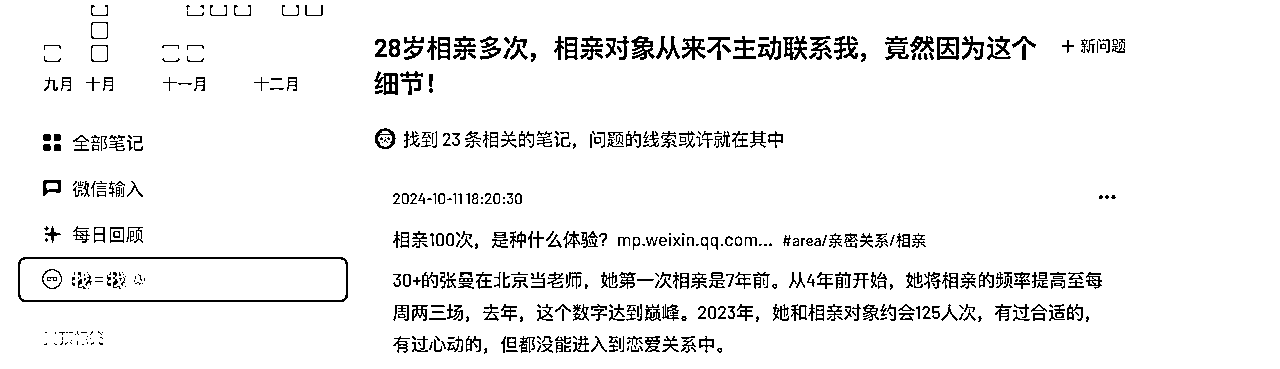 九月 十月 十一月 十二月
全部笔记
微信输入
每日回顾
28岁相亲多次，相亲对象从来不主动联系我，竟然因为这个
细节！
+ 新问题
找到 23 条相关的笔记，问题的线索或许就在其中
2024-10-11 18:20:30
相亲100次，是种什么体验？mp.weixin.qq.com... #area/亲密关系/相亲
30+的张曼在北京当老师，她第一次相亲是7年前。从4年前开始，她将相亲的频率提高至每
周两三场，去年，这个数字达到巅峰。2023年，她和相亲对象约会125人次，有过合适的，
有过心动的，但都没能进入到恋爱关系中。